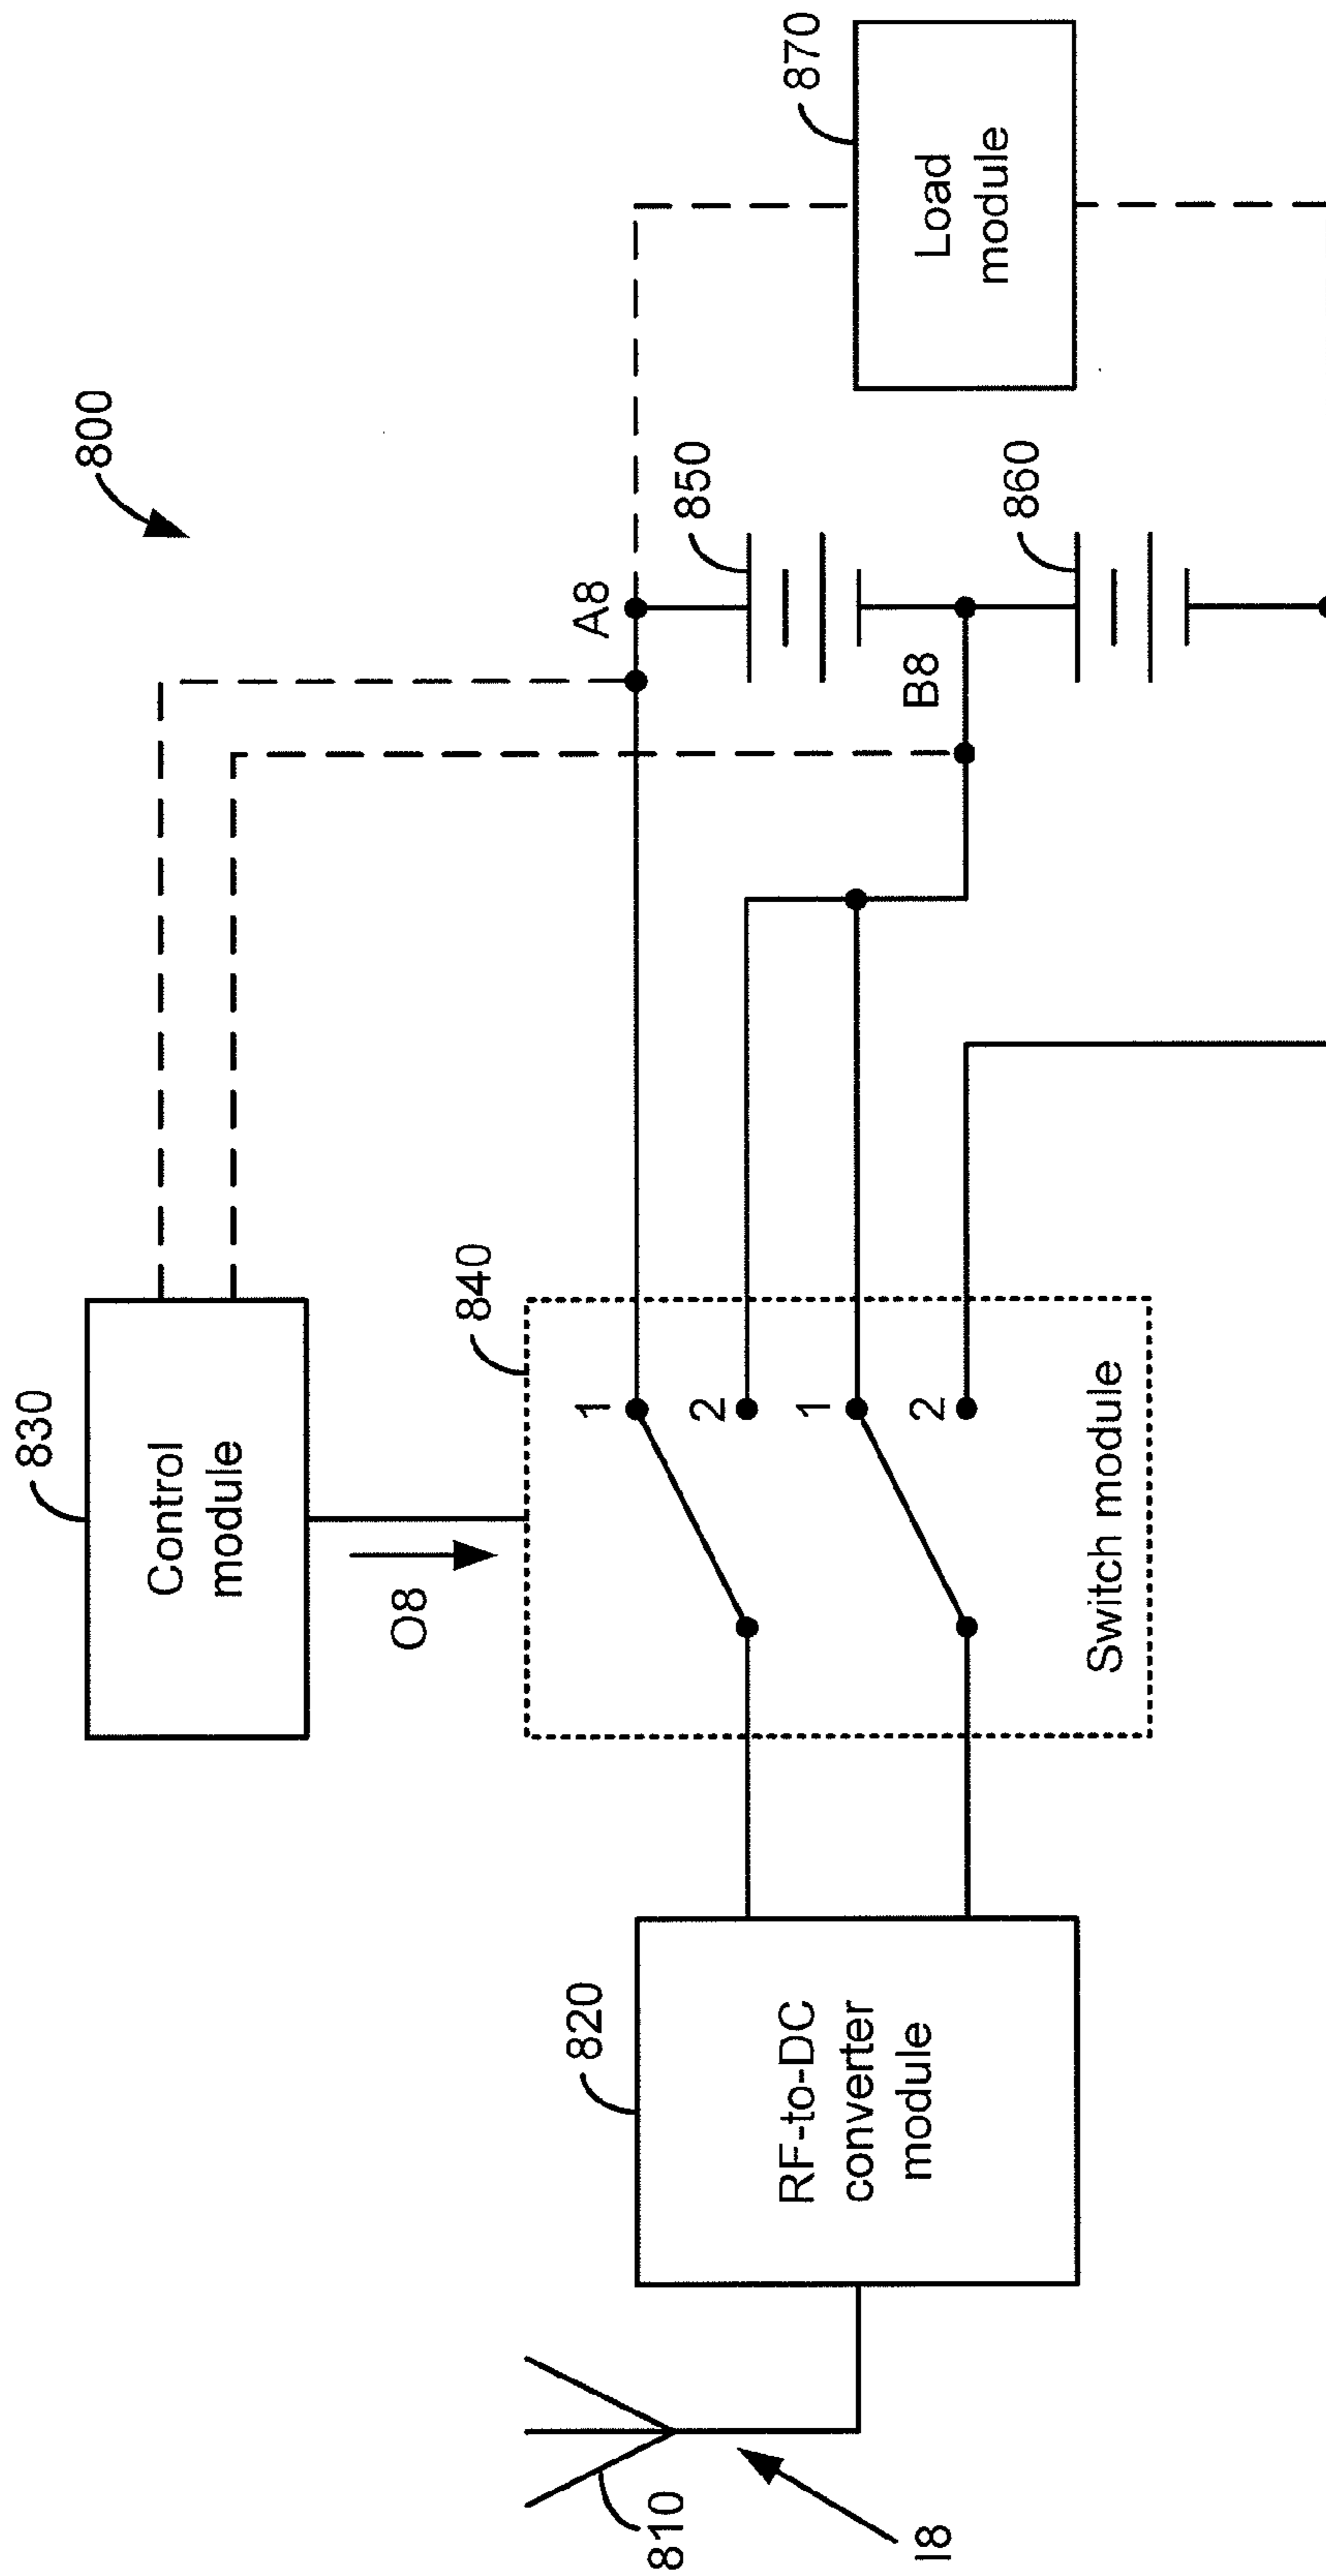 800
830
Control
module
O8
840
1
2
1
2
Switch module
A8
B8
850
860
870
Load
module
820
RF-to-DC
converter
module
810
I8